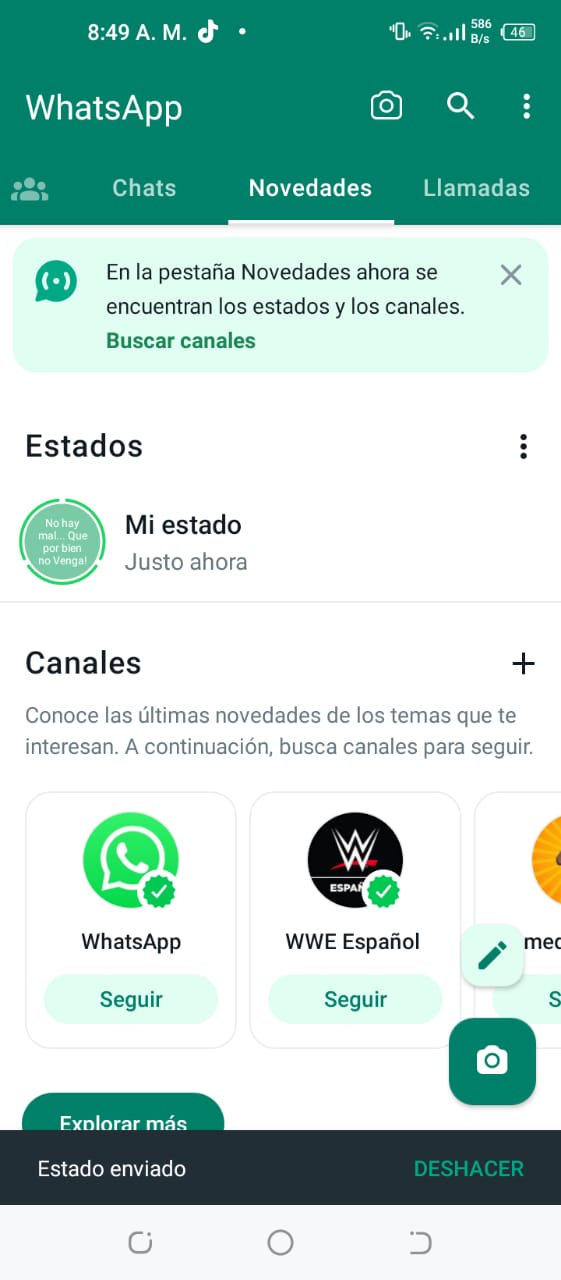 8:49 A. M.
586
B/s
46
WhatsApp
Chats
Novedades
Llamadas
En la pestaña Novedades ahora se
encuentran los estados y los canales.
Buscar canales
Estados
No hay
mal... Que
por bien
no Venga!
Mi estado
Justo ahora
Canales
Conoce las últimas novedades de los temas que te
interesan. A continuación, busca canales para seguir.
WhatsApp
Seguir
W
ESPAÑ
WWE Español
Seguir
med
S
Explorar más
Estado enviado
DESHACER